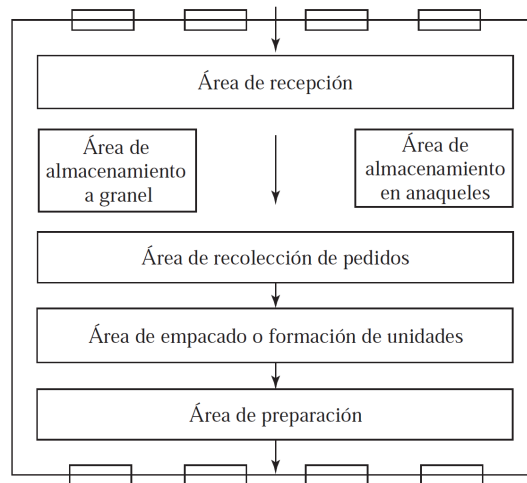 Área de recepción
Área de
almacenamiento
a granel
Área de
almacenamiento
en anaqueles
Área de recolección de pedidos
Área de empacado o formación de unidades
Área de preparación